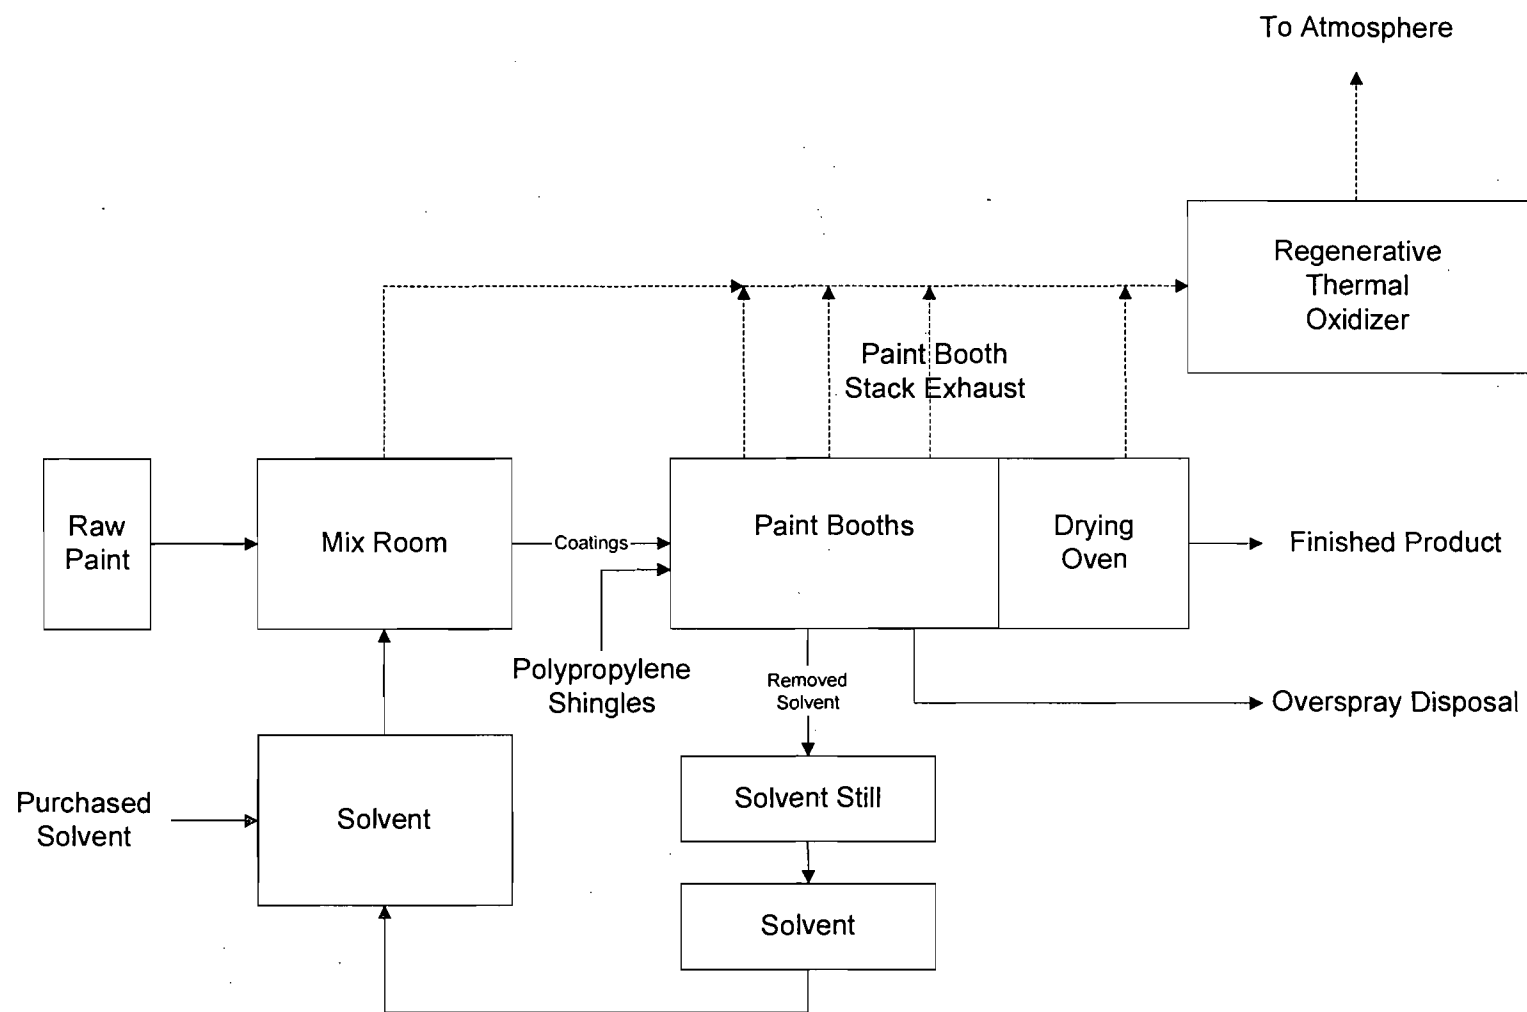 To Atmosphere
Regenerative
Thermal
Oxidizer
Paint Booth
Stack Exhaust
Raw
Paint
Mix Room
Coatings
Paint Booths
Drying
Oven
Finished Product
Polypropylene
Shingles
Removed
Solvent
Overspray Disposal
Purchased
Solvent
Solvent
Solvent Still
Solvent